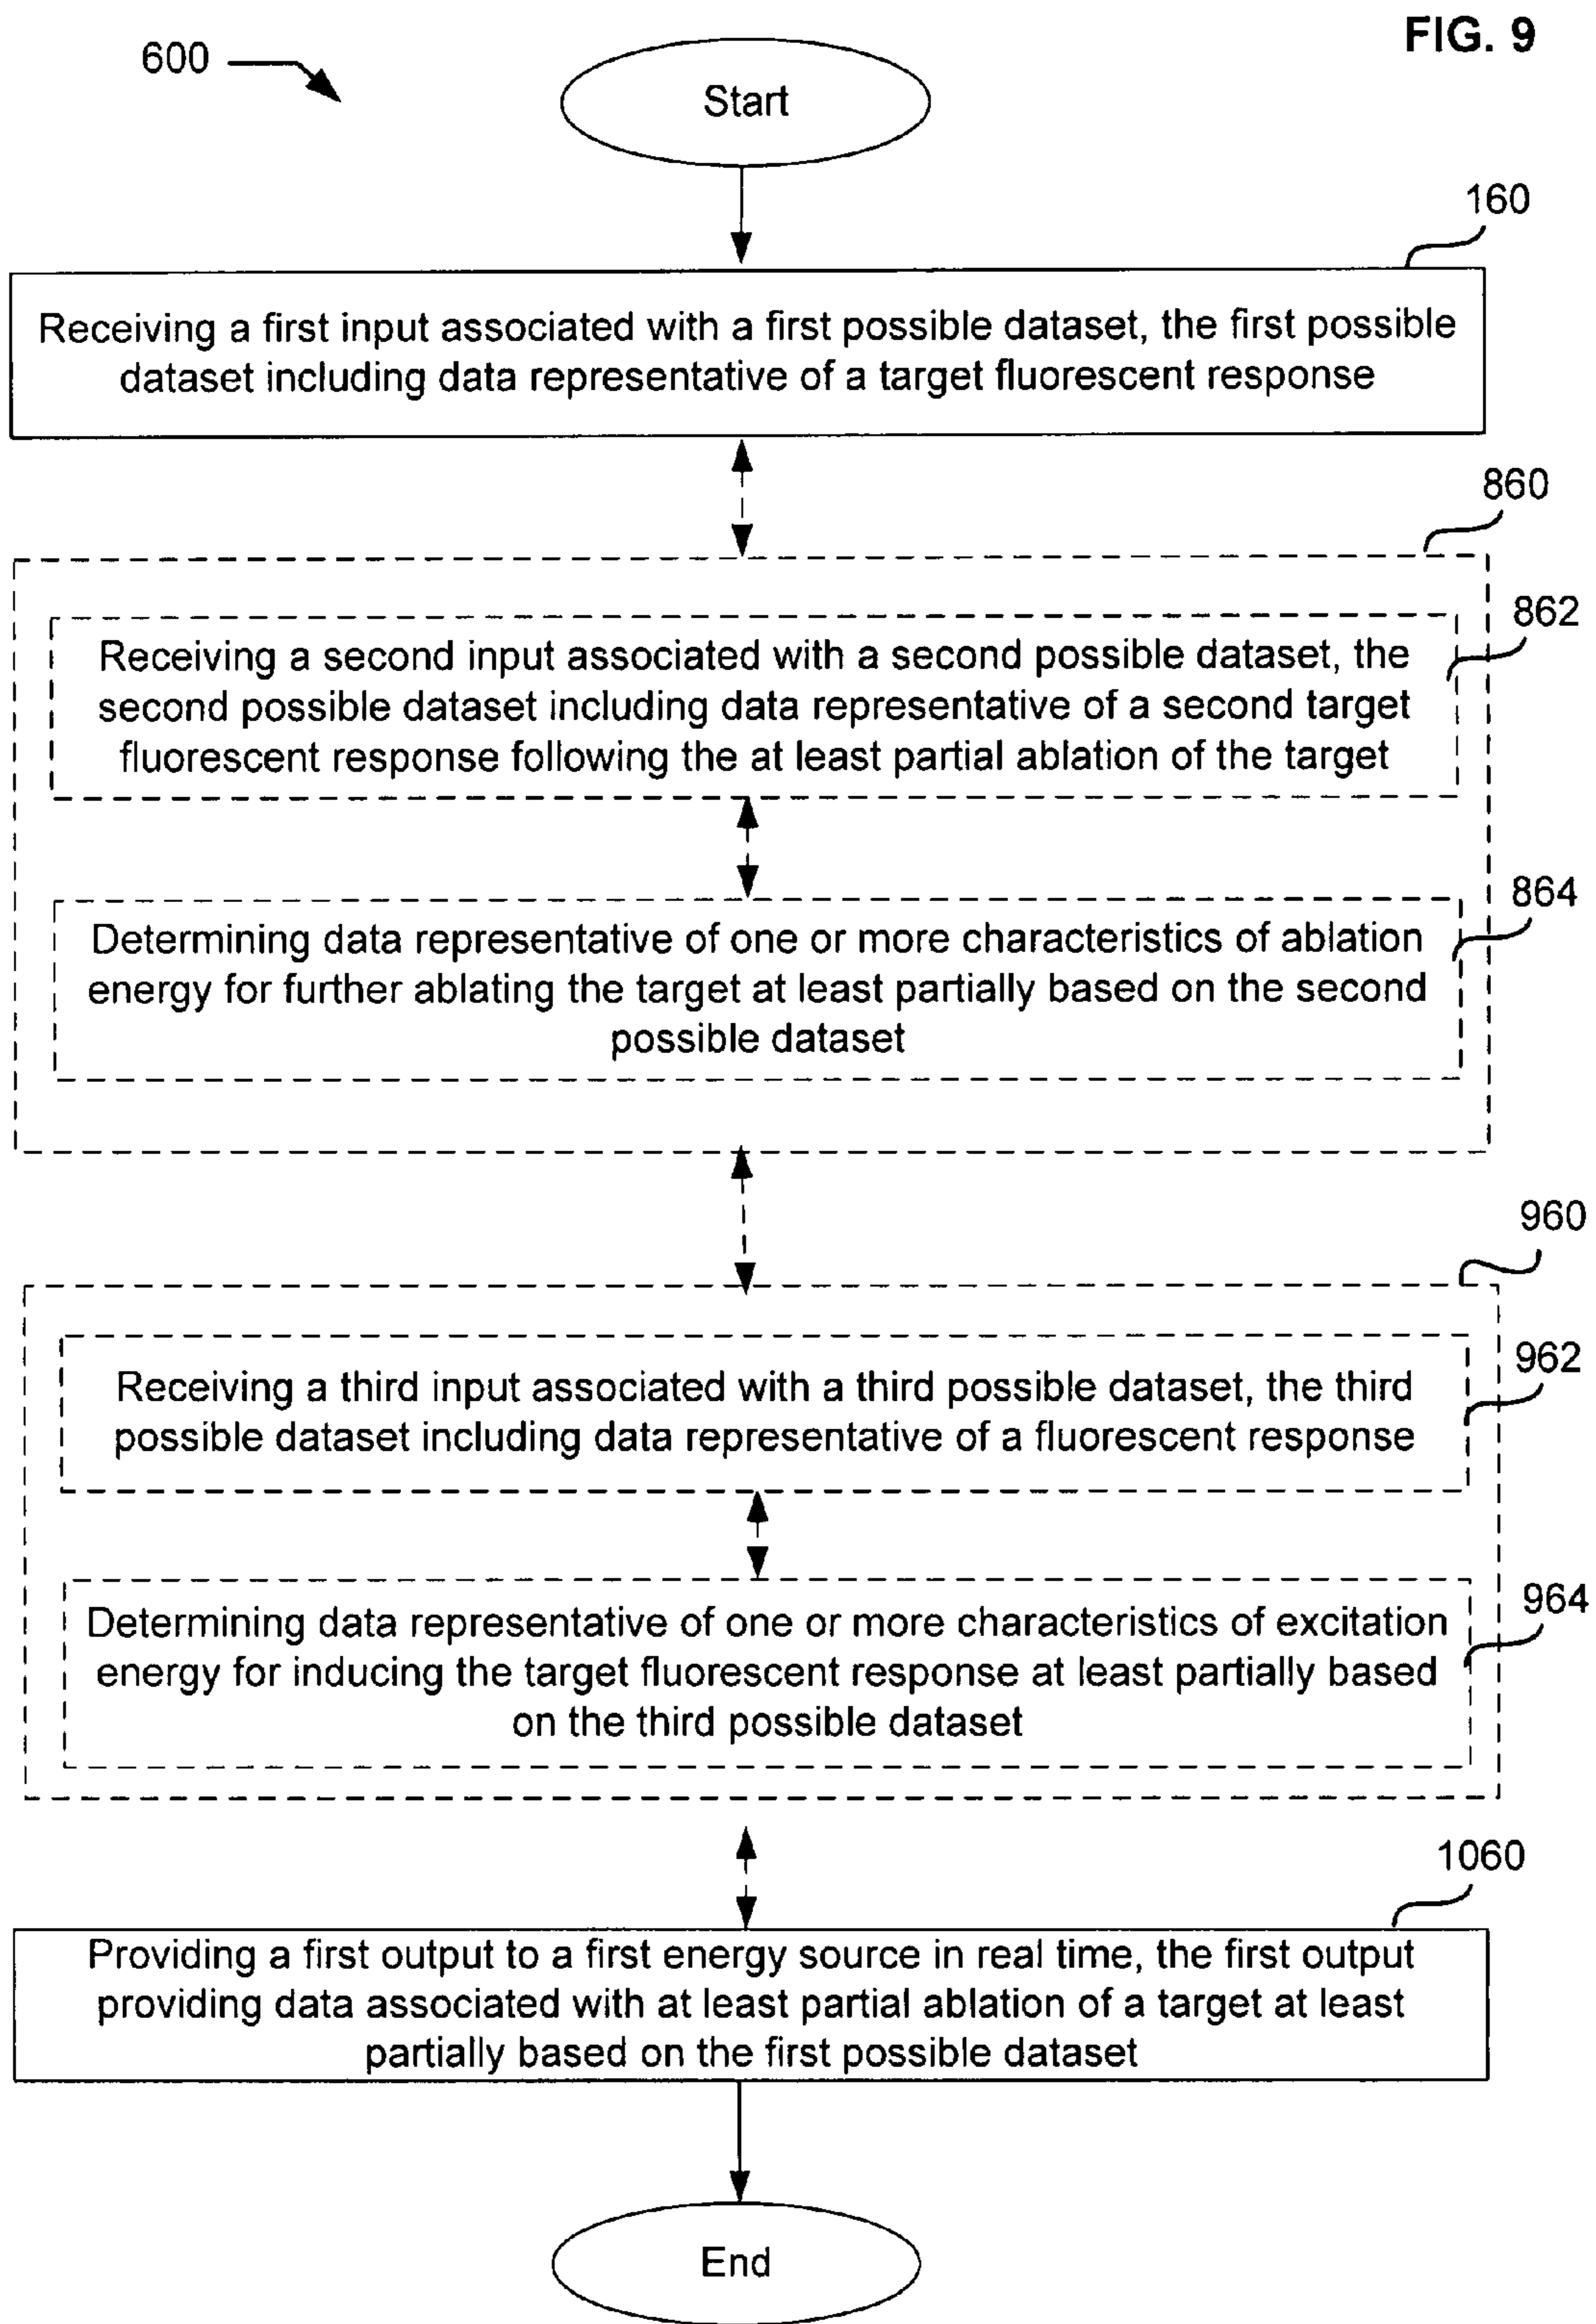 FIG. 9
600
Start
160
Receiving a first input associated with a first possible dataset, the first possible
dataset including data representative of a target fluorescent response
860
862
Receiving a second input associated with a second possible dataset, the
second possible dataset including data representative of a second target
fluorescent response following the at least partial ablation of the target
864
Determining data representative of one or more characteristics of ablation
energy for further ablating the target at least partially based on the second
possible dataset
960
962
Receiving a third input associated with a third possible dataset, the third
possible dataset including data representative of a fluorescent response
964
Determining data representative of one or more characteristics of excitation
energy for inducing the target fluorescent response at least partially based
on the third possible dataset
1060
Providing a first output to a first energy source in real time, the first output
providing data associated with at least partial ablation of a target at least
partially based on the first possible dataset
End